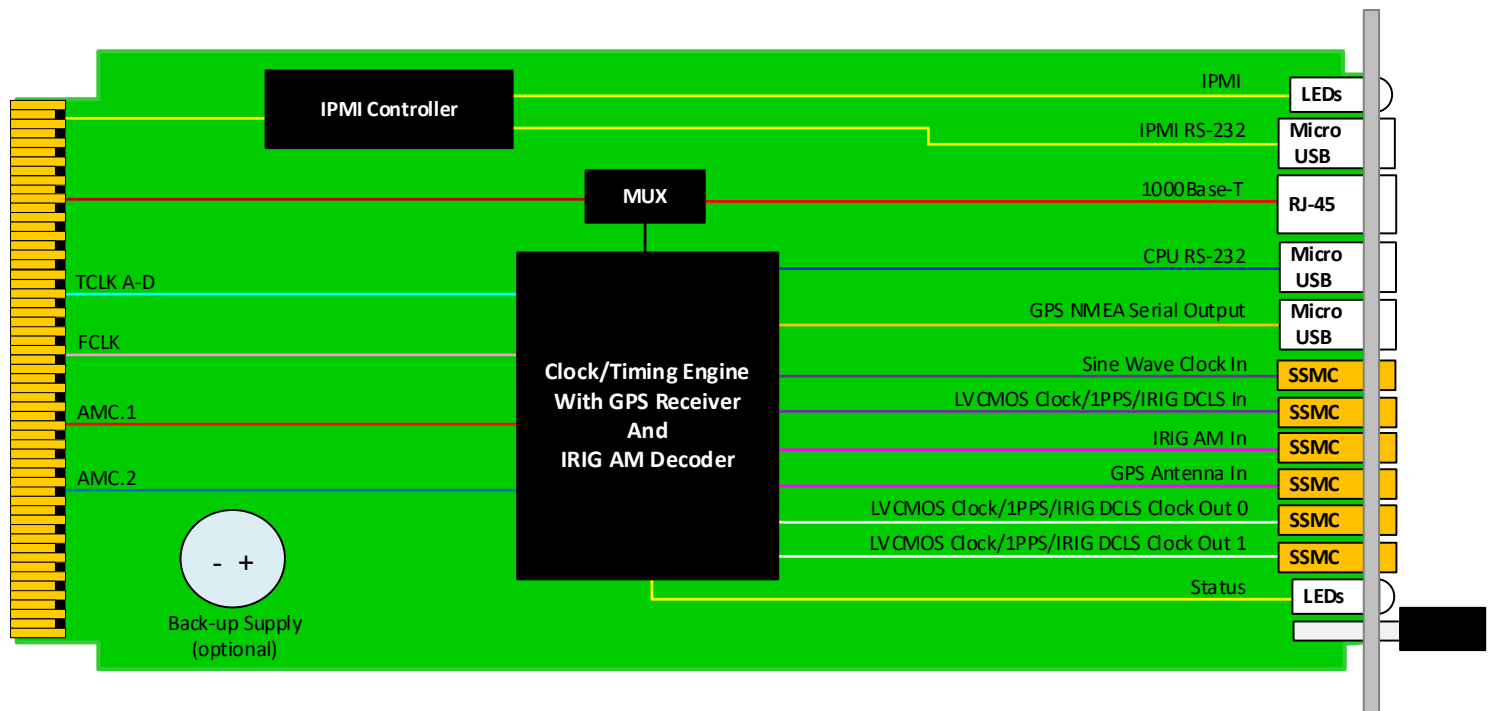 IPMI
LEDs
IPMI Controller
IPMI RS-232
Micro
USB
1000Base-T
RJ-45
MUX
CPU RS-232
Micro
USB
TCLK A-D
GPS NMEA Serial Output
Micro
USB
FCLK
Sine Wave Clock In
SSMC
Clock/Timing Engine
With GPS Receiver
And
IRIG AM Decoder
LVCMOS Clock/1PPS/IRIG DCLS In
SSMC
AMC.1
IRIG AM In
SSMC
AMC.2
GPS Antenna In
SSMC
LVCMOS Clock/1PPS/IRIG DCLS Clock Out 0
SSMC
LVCMOS Clock/1PPS/IRIG DCLS Clock Out 1
SSMC
- +
Status
LEDs
Back-up Supply
(optional)